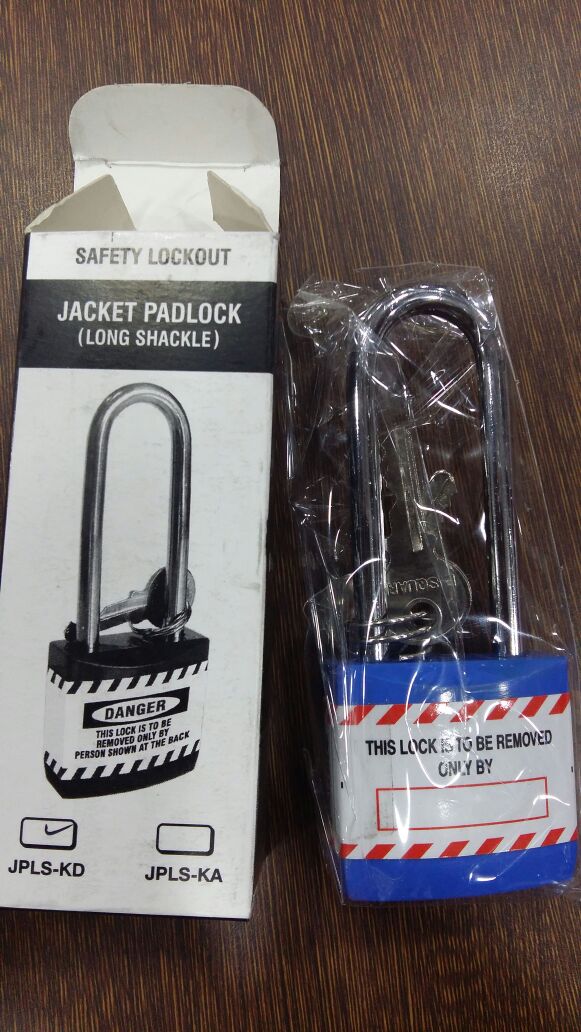 SAFETY LOCKOUT
JACKET PADLOCK
(LONG SHACKLE)
DANGER
THIS LOCK IS TO BE
REMOVED ONLY BY
PERSON SHOWN AT THE BACK
JPLS-KD
JPLS-KA
SQUARE
THIS LOCK IS TO BE REMOVED
ONLY BY